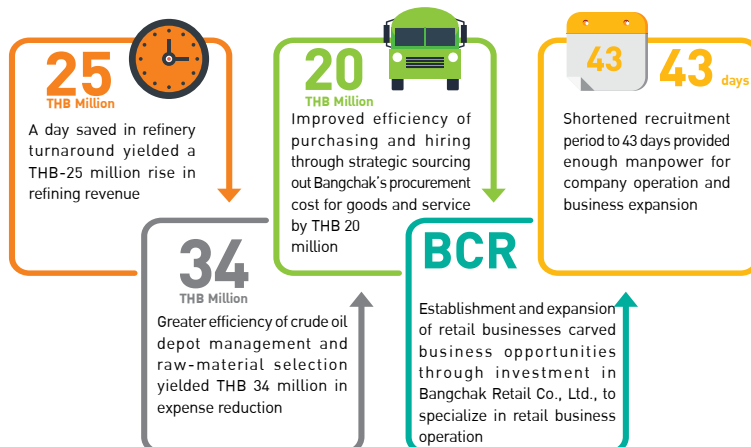 25
THB Million
A day saved in refinery
turnaround yielded a
THB-25 million rise in
refining revenue
34
THB Million
Greater efficiency of crude oil
depot management and
raw-material selection
yielded THB 34 million in
expense reduction
20
THB Million
Improved efficiency of
purchasing and hiring
through strategic sourcing
out Bangchak's procurement
cost for goods and service
by THB 20
million
BCR
Establishment and expansion
of retail businesses carved
business opportunities
through investment in
Bangchak Retail Co., Ltd., to
specialize in retail business
operation
43
43 days
Shortened recruitment
period to 43 days provided
enough manpower for
company operation and
business expansion